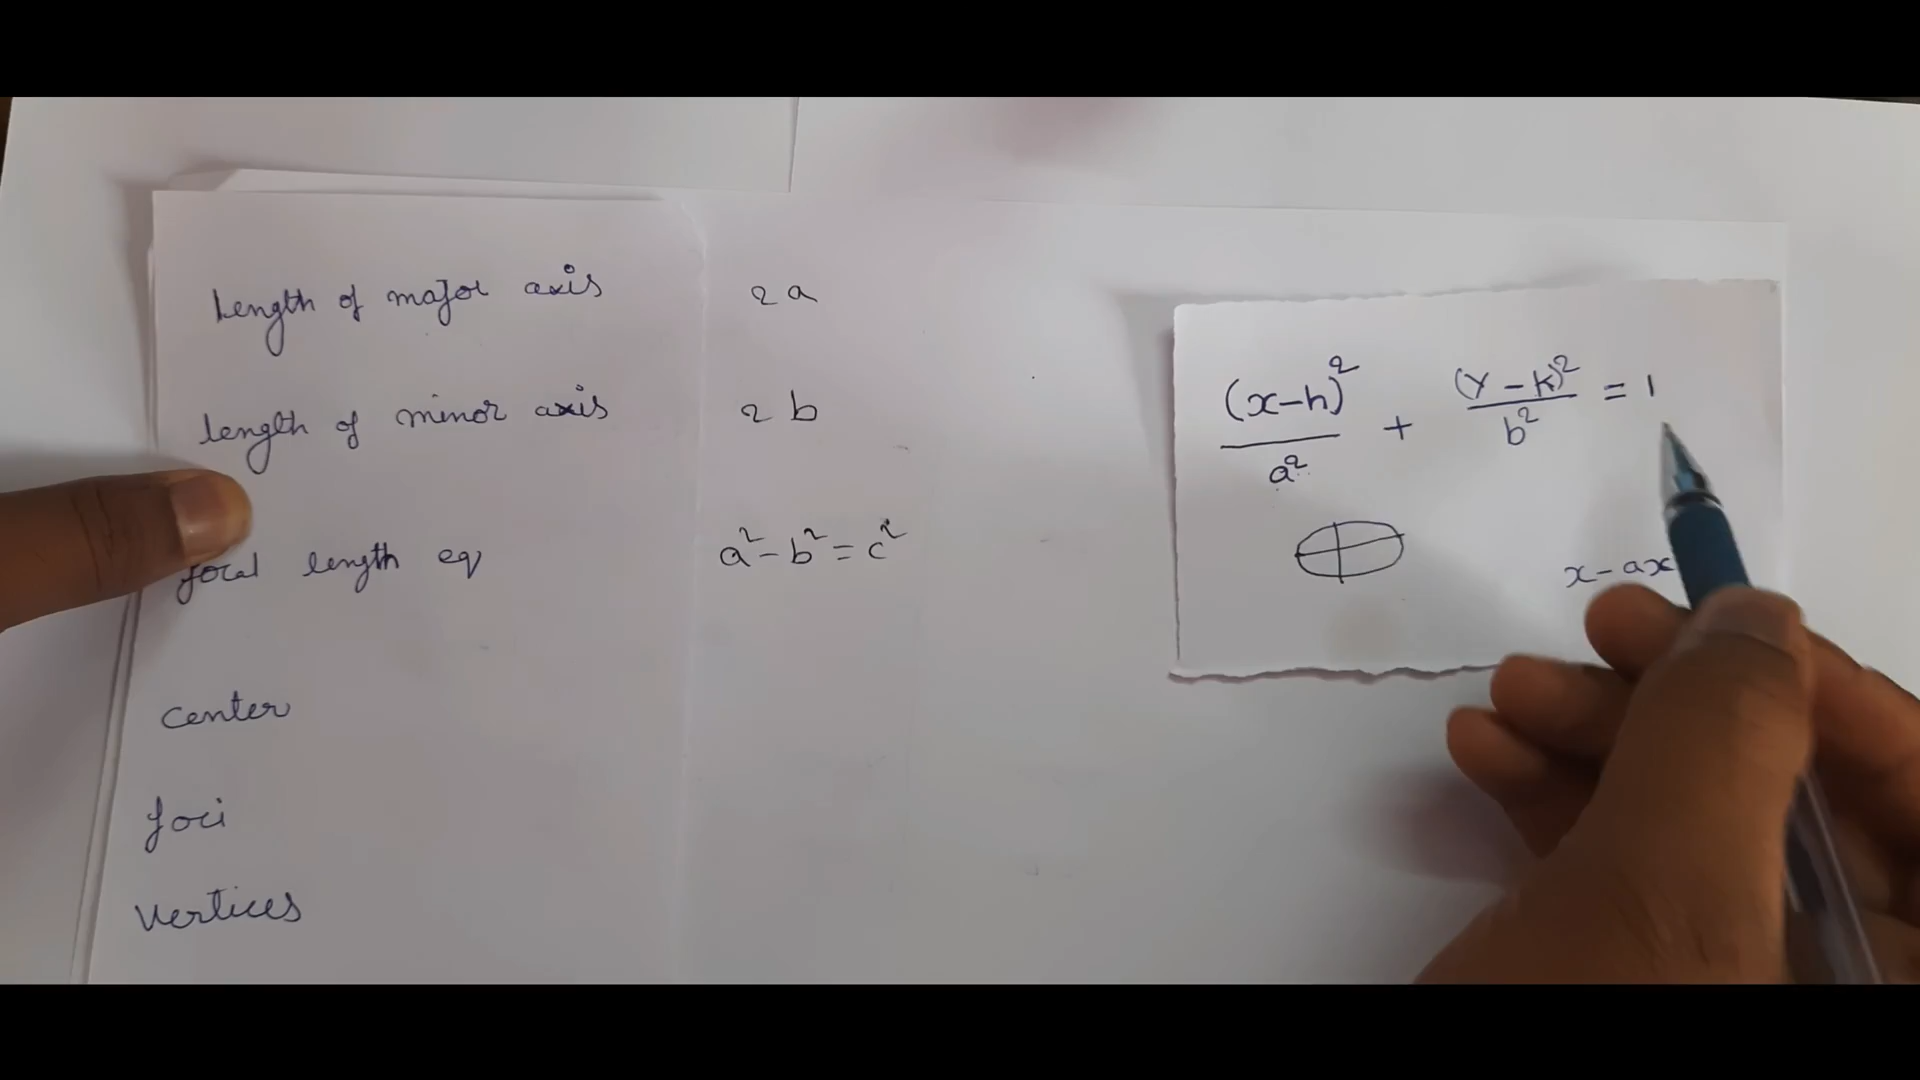 Length of major axis 2a
length of minor axis 2b
focal length eq a² - b² = c²
center
foci
Vertices
(x-h)²/a² + (y-k)²/b² = 1
x-ax